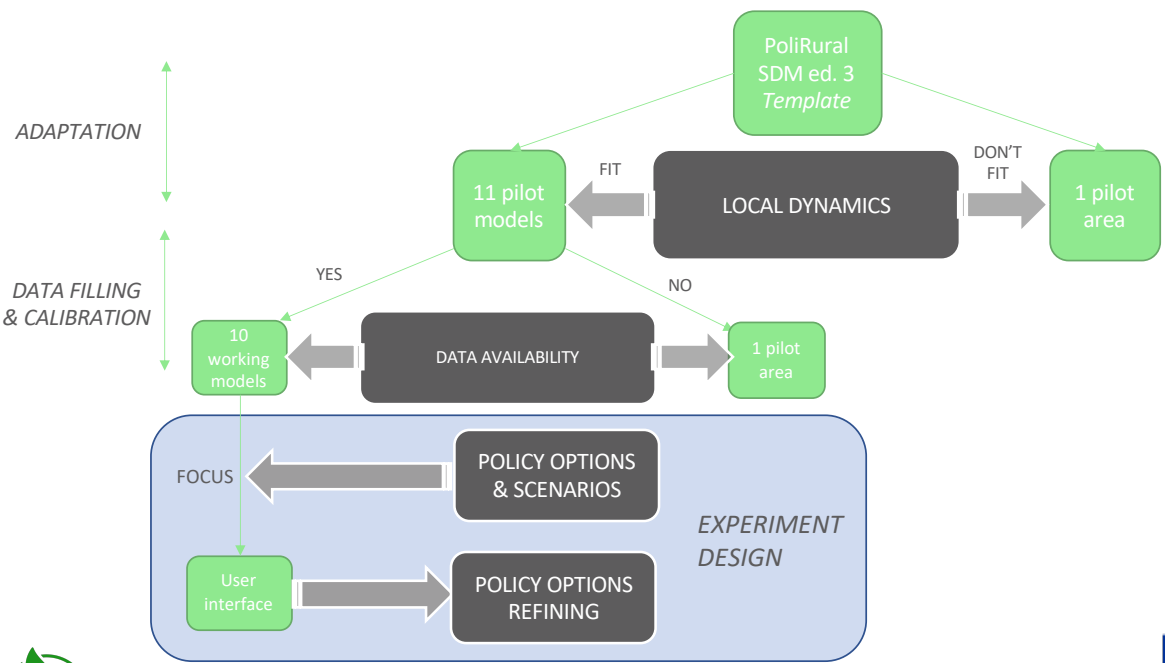 PoliRural
SDM ed. 3
Template
ADAPTATION
FIT
DON'T
FIT
11 pilot
models
LOCAL DYNAMICS
1 pilot
area
YES
NO
DATA FILLING
& CALIBRATION
10
working
models
DATA AVAILABILITY
1 pilot
area
FOCUS
POLICY OPTIONS
& SCENARIOS
EXPERIMENT
DESIGN
User
interface
POLICY OPTIONS
REFINING